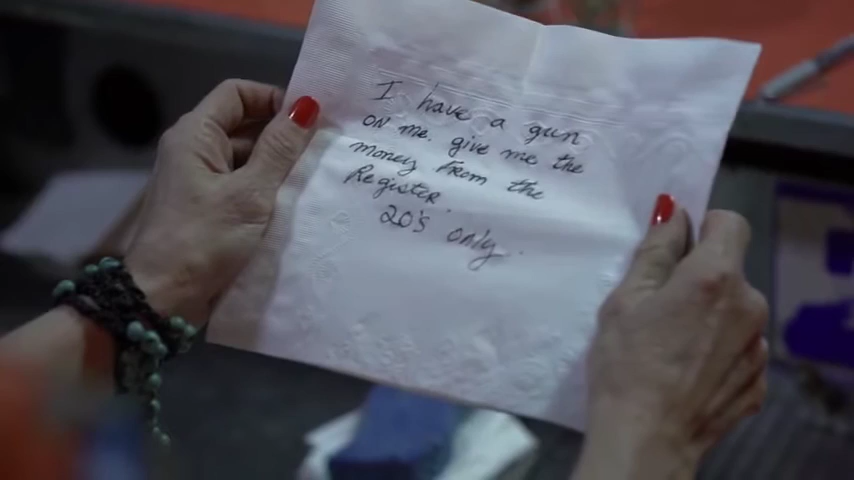 I have a gun
ON me. give me the
money From the
Register.
20's only.